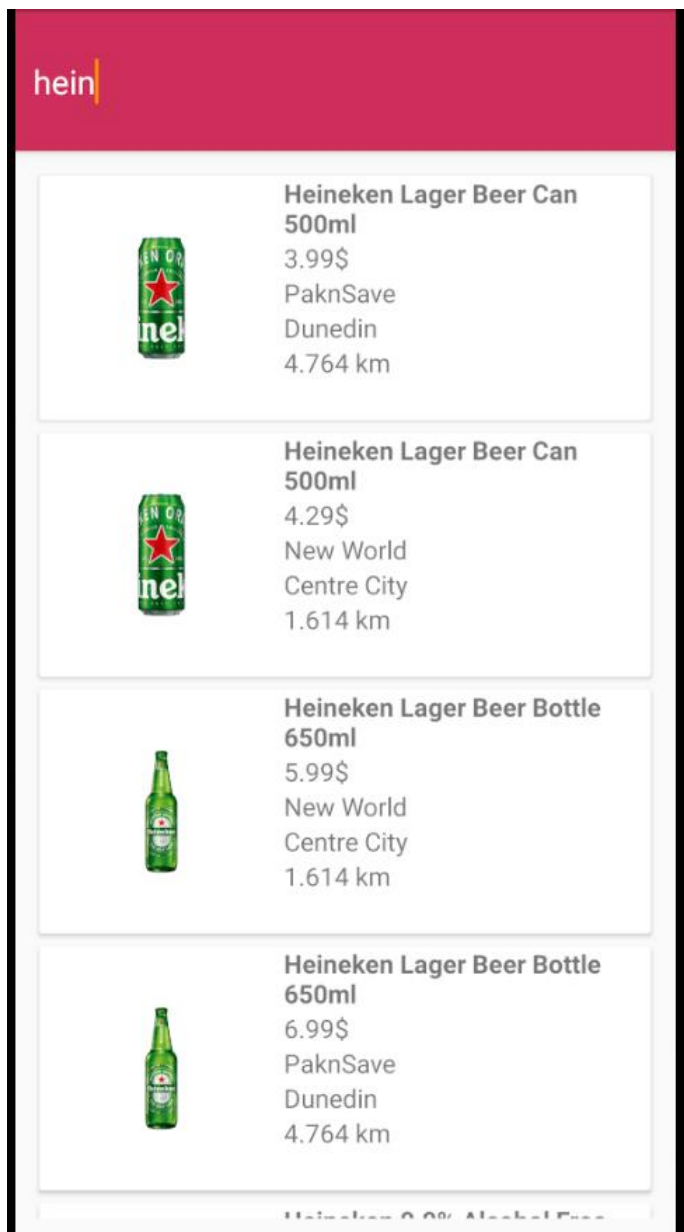 hein
Heineken Lager Beer Can
500ml
3.99$
PaknSave
Dunedin
4.764 km
Heineken Lager Beer Can
500ml
4.29$
New World
Centre City
1.614 km
Heineken Lager Beer Bottle
650ml
5.99$
New World
Centre City
1.614 km
Heineken Lager Beer Bottle
650ml
6.99$
PaknSave
Dunedin
4.764 km